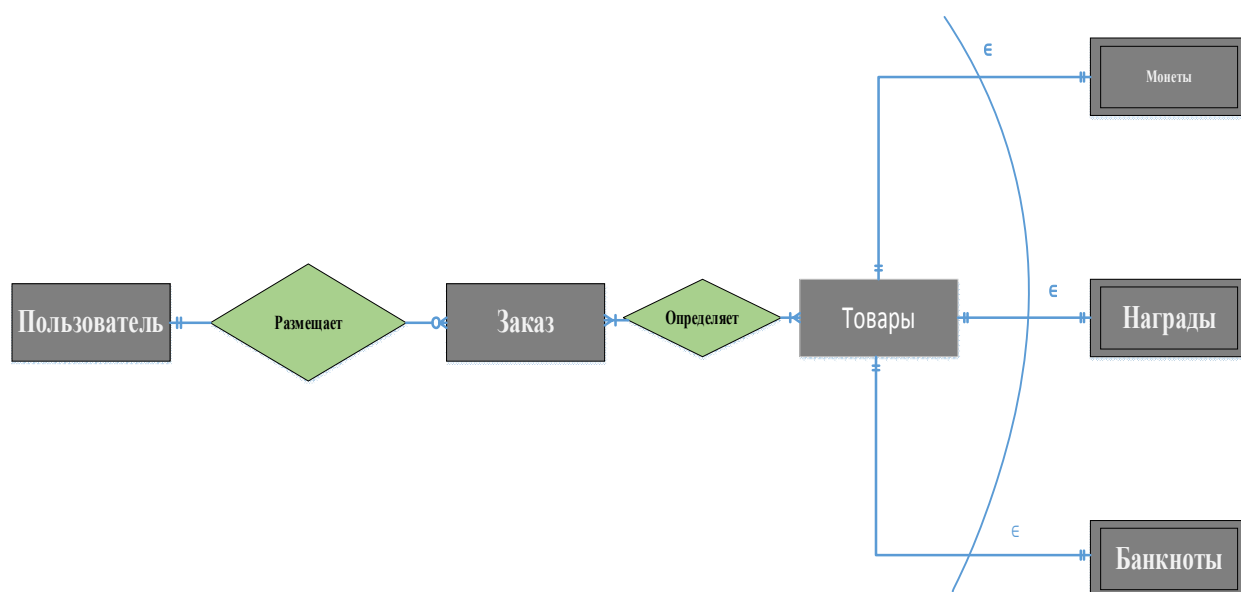 Монеты
ϵ
Пользователь
Размещает
Заказ
Определяет
Товары
ϵ
Награды
ϵ
Банкноты